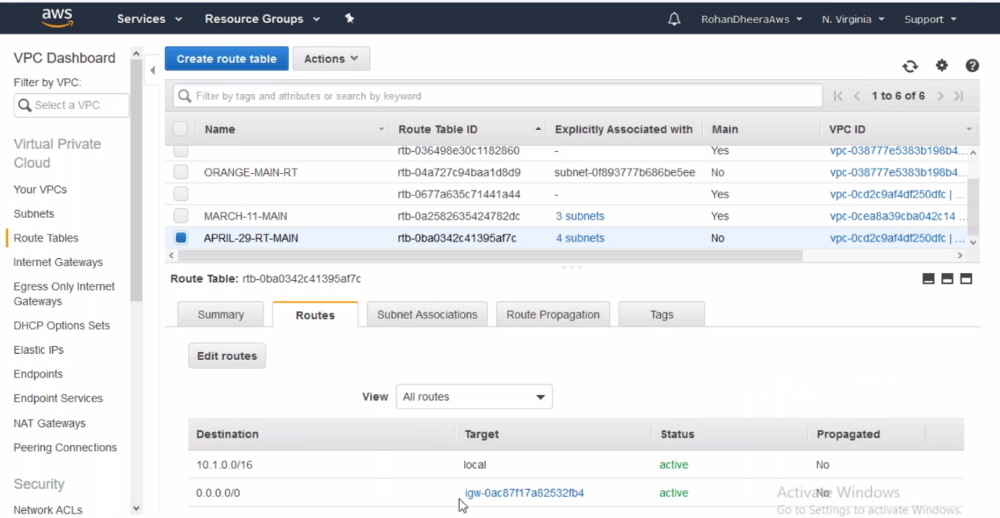 aws Services Resource Groups RohanDheeraAws N. Virginia Support
VPC Dashboard
Filter by VPC:
Select a VPC
Virtual Private
Cloud
Your VPCs
Subnets
Route Tables
Internet Gateways
Egress Only Internet
Gateways
DHCP Options Sets
Elastic IPs
Endpoints
Endpoint Services
NAT Gateways
Peering Connections
Security
Network ACLs
Create route table Actions
Filter by tags and attributes or search by keyword 1 to 6 of 6
Name Route Table ID Explicitly Associated with Main VPC ID
rtb-036498e30c1182860 - Yes vpc-038777e5383b198b4...
ORANGE-MAIN-RT rtb-04a727c94baa1d8d9 subnet-0f893777b686be5ee No vpc-038777e5383b198b4...
rtb-0677a635c71441a44 - Yes vpc-0cd2c9af4df250dfc | ...
MARCH-11-MAIN rtb-0a2582635424782dc 3 subnets Yes vpc-0cea8a39cba042c14 ...
APRIL-29-RT-MAIN rtb-0ba0342c41395af7c 4 subnets No vpc-0cd2c9af4df250dfc | ...
Route Table: rtb-0ba0342c41395af7c
Summary Routes Subnet Associations Route Propagation Tags
Edit routes
View All routes
Destination Target Status Propagated
10.1.0.0/16 local active No
0.0.0.0/0 igw-0ac87f17a82532fb4 active No
Activate Windows
Go to Settings to activate Windows.